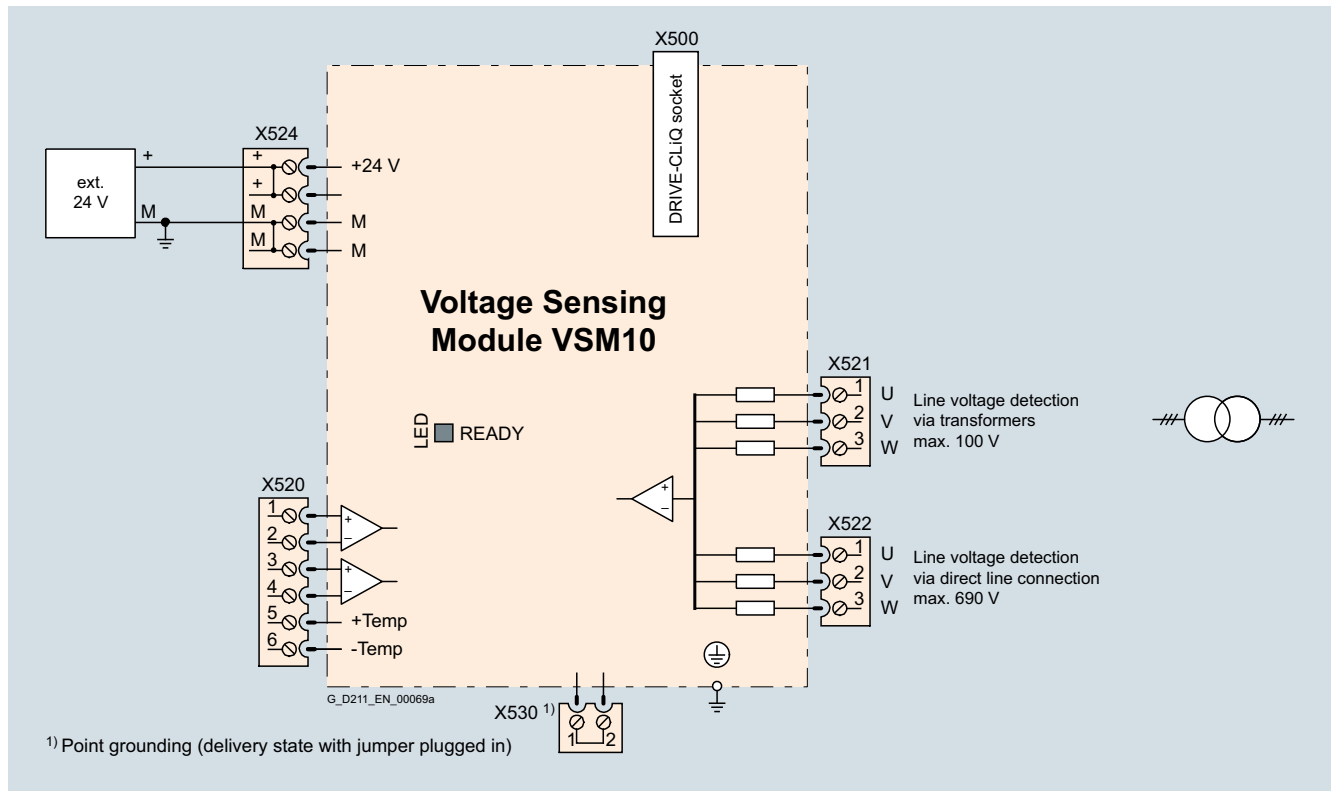 X500
DRIVE-CLiQ socket
X524
ext.
24 V
+
M
+
+
M
M
+24 V
M
M
Voltage Sensing
Module VSM10
LED
READY
X521
1
2
3
U
V
W
Line voltage detection
via transformers
max. 100 V
X520
1
2
3
4
5
6
+
–
+
–
+Temp
-Temp
+
–
X522
1
2
3
U
V
W
Line voltage detection
via direct line connection
max. 690 V
G_D211_EN_00069a
X530 1)
1
2
1) Point grounding (delivery state with jumper plugged in)